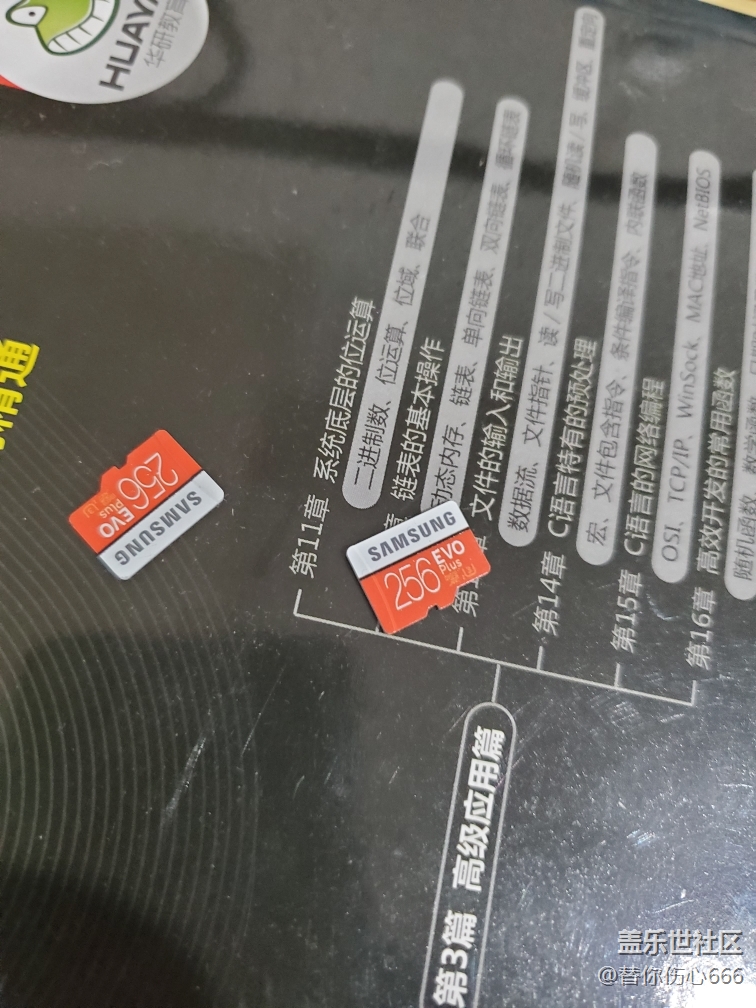 HUAYA
华研教育
精通
SAMSUNG
256
EVO
Plus
SAMSUNG
256
EVO
Plus
第11章 系统底层的位运算
二进制数、位运算、位域、联合
章 链表的基本操作
动态内存、链表、单向链表、双向链表、循环链表
文件的输入和输出
数据流、文件指针、读/写二进制文件、随机读/写、缓冲区、重定向
第14章 C语言特有的预处理
宏、文件包含指令、条件编译指令、内联函数
第15章 C语言的网络编程
OSI、TCP/IP、WinSock、MAC地址、NetBIOS
第16章 高效开发的常用函数
随机函数
第3篇 高级应用篇
盖乐世社区
@替你伤心666